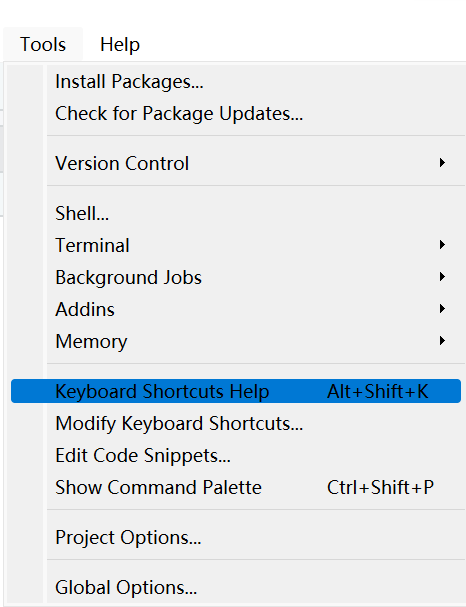 Tools Help
Install Packages...
Check for Package Updates...
Version Control
Shell...
Terminal
Background Jobs
Addins
Memory
Keyboard Shortcuts Help Alt+Shift+K
Modify Keyboard Shortcuts...
Edit Code Snippets...
Show Command Palette Ctrl+Shift+P
Project Options...
Global Options...